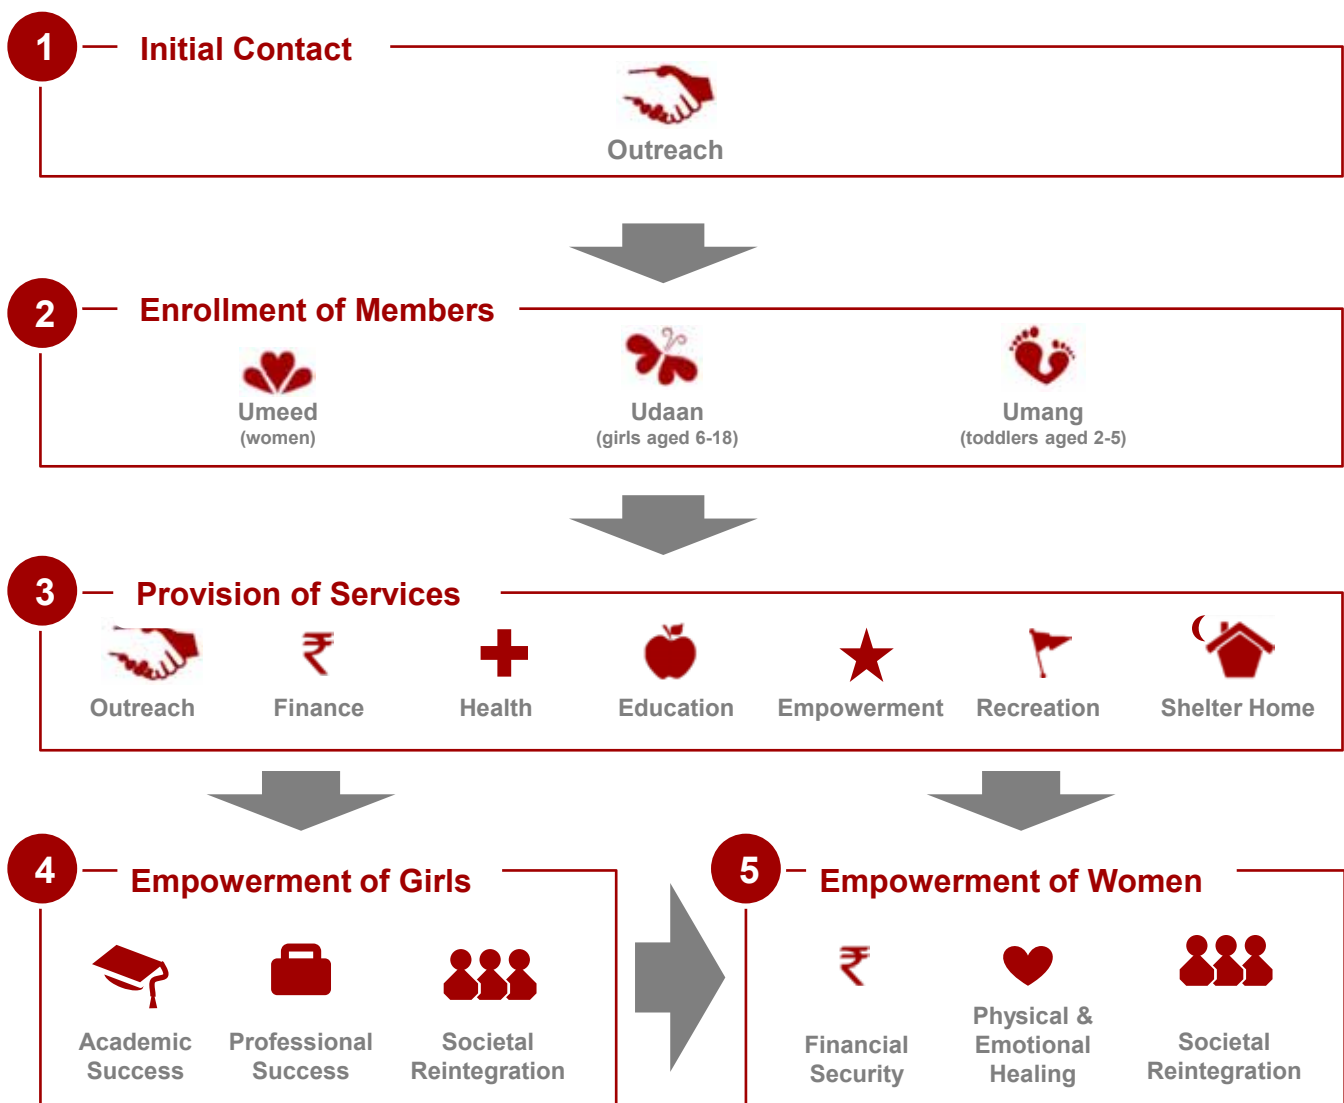 1 Initial Contact
Outreach
2 Enrollment of Members
Umeed
(women)
Udaan
(girls aged 6-18)
Umang
(toddlers aged 2-5)
3 Provision of Services
₹
Outreach
Finance
Health
Education
Empowerment
Recreation
Shelter Home
4 Empowerment of Girls
Academic
Success
Professional
Success
Societal
Reintegration
5 Empowerment of Women
₹
Financial
Security
Physical &
Emotional
Healing
Societal
Reintegration